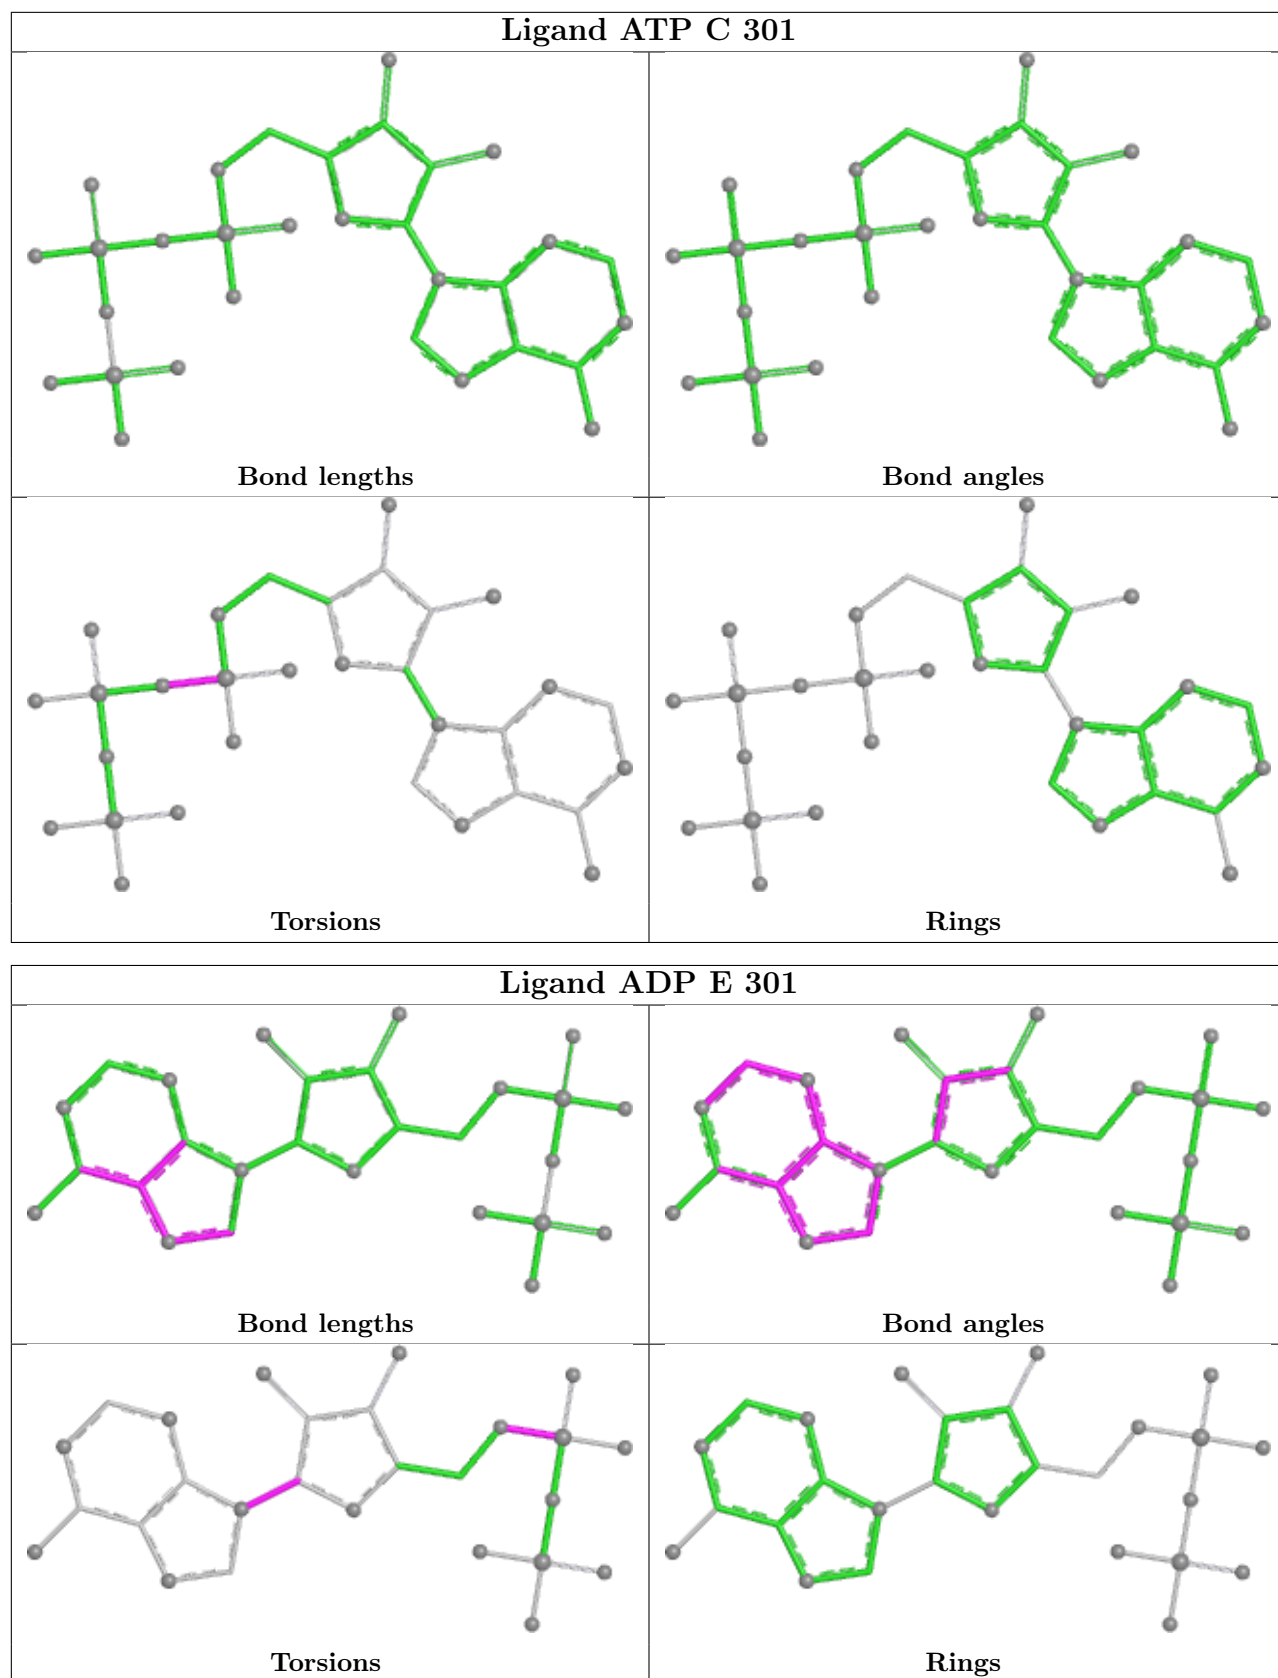 Ligand ATP C 301
Bond lengths
Bond angles
Torsions
Rings
Ligand ADP E 301
Bond lengths
Bond angles
Torsions
Rings